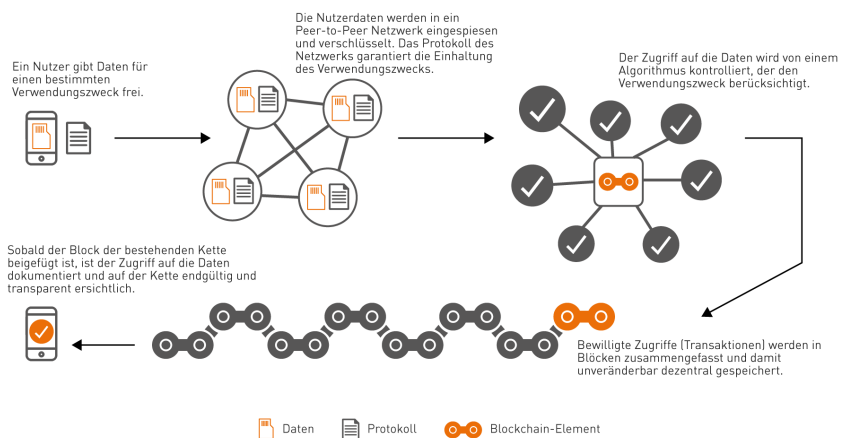 Ein Nutzer gibt Daten für
einen bestimmten
Verwendungszweck frei.
Die Nutzerdaten werden in ein
Peer-to-Peer Netzwerk eingespiesen
und verschlüsselt. Das Protokoll des
Netzwerks garantiert die Einhaltung
des Verwendungszwecks.
Der Zugriff auf die Daten wird von einem
Algorithmus kontrolliert, der den
Verwendungszweck berücksichtigt.
Bewilligte Zugriffe (Transaktionen) werden in
Blöcken zusammengefasst und damit
unveränderbar dezentral gespeichert.
Sobald der Block der bestehenden Kette
beigefügt ist, ist der Zugriff auf die Daten
dokumentiert und auf der Kette endgültig und
transparent ersichtlich.
Daten
Protokoll
Blockchain-Element